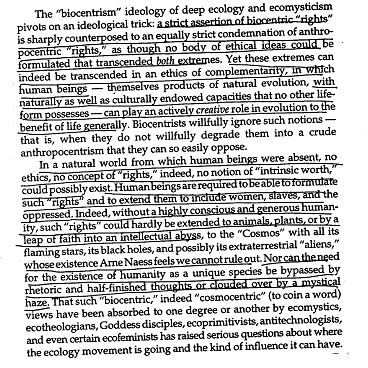 The "biocentrism" ideology of deep ecology and ecomysticism
pivots on an ideological trick: a strict assertion of biocentric "rights"
is sharply counterposed to an equally strict condemnation of anthro-
pocentric "rights," as though no body of ethical ideas could be
formulated that transcended both extremes. Yet these extremes can
indeed be transcended in an ethics of complementarity, in which
human beings — themselves products of natural evolution, with
naturally as well as culturally endowed capacities that no other life-
form possesses — can play an actively creative role in evolution to the
benefit of life generally. Biocentrists willfully ignore such notions —
that is, when they do not willfully degrade them into a crude
anthropocentrism that they can so easily oppose.
In a natural world from which human beings were absent, no
ethics, no concept of "rights," indeed, no notion of "intrinsic worth,"
could possibly exist. Human beings are required to be able to formulate
such "rights" and to extend them to include women, slaves, and the
oppressed. Indeed, without a highly conscious and generous human-
ity, such "rights" could hardly be extended to animals, plants, or by a
leap of faith into an intellectual abyss, to the "Cosmos" with all its
flaming stars, its black holes, and possibly its extraterrestrial "aliens,"
whose existence Arne Naess feels we cannot rule out. Nor can the need
for the existence of humanity as a unique species be bypassed by
rhetoric and half-finished thoughts or clouded over by a mystical
haze. That such "biocentric," indeed "cosmocentric" (to coin a word)
views have been absorbed to one degree or another by ecomystics,
ecotheologians, Goddess disciples, ecoprimitivists, antitechnologists,
and even certain ecofeminists has raised serious questions about where
the ecology movement is going and the kind of influence it can have.